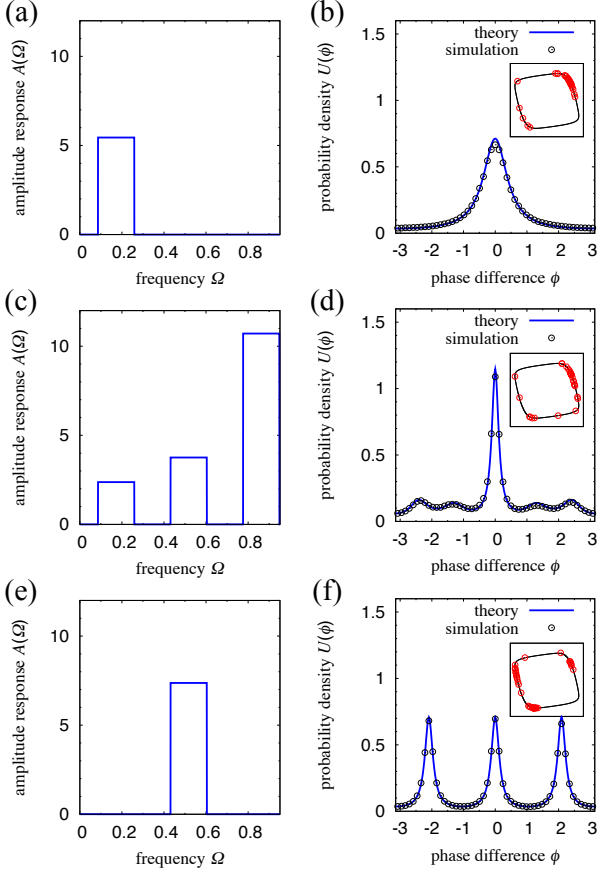 (a)
amplitude response A(Ω)
10
5
0
0
0.2 0.4 0.6 0.8
frequency Ω
(b)
probability density U(ϕ)
1.5
1
0.5
0
-3 -2 -1 0 1 2 3
phase difference ϕ
theory
simulation
(c)
amplitude response A(Ω)
10
5
0
0
0.2 0.4 0.6 0.8
frequency Ω
(d)
probability density U(ϕ)
1.5
1
0.5
0
-3 -2 -1 0 1 2 3
phase difference ϕ
theory
simulation
(e)
amplitude response A(Ω)
10
5
0
0
0.2 0.4 0.6 0.8
frequency Ω
(f)
probability density U(ϕ)
1.5
1
0.5
0
-3 -2 -1 0 1 2 3
phase difference ϕ
theory
simulation